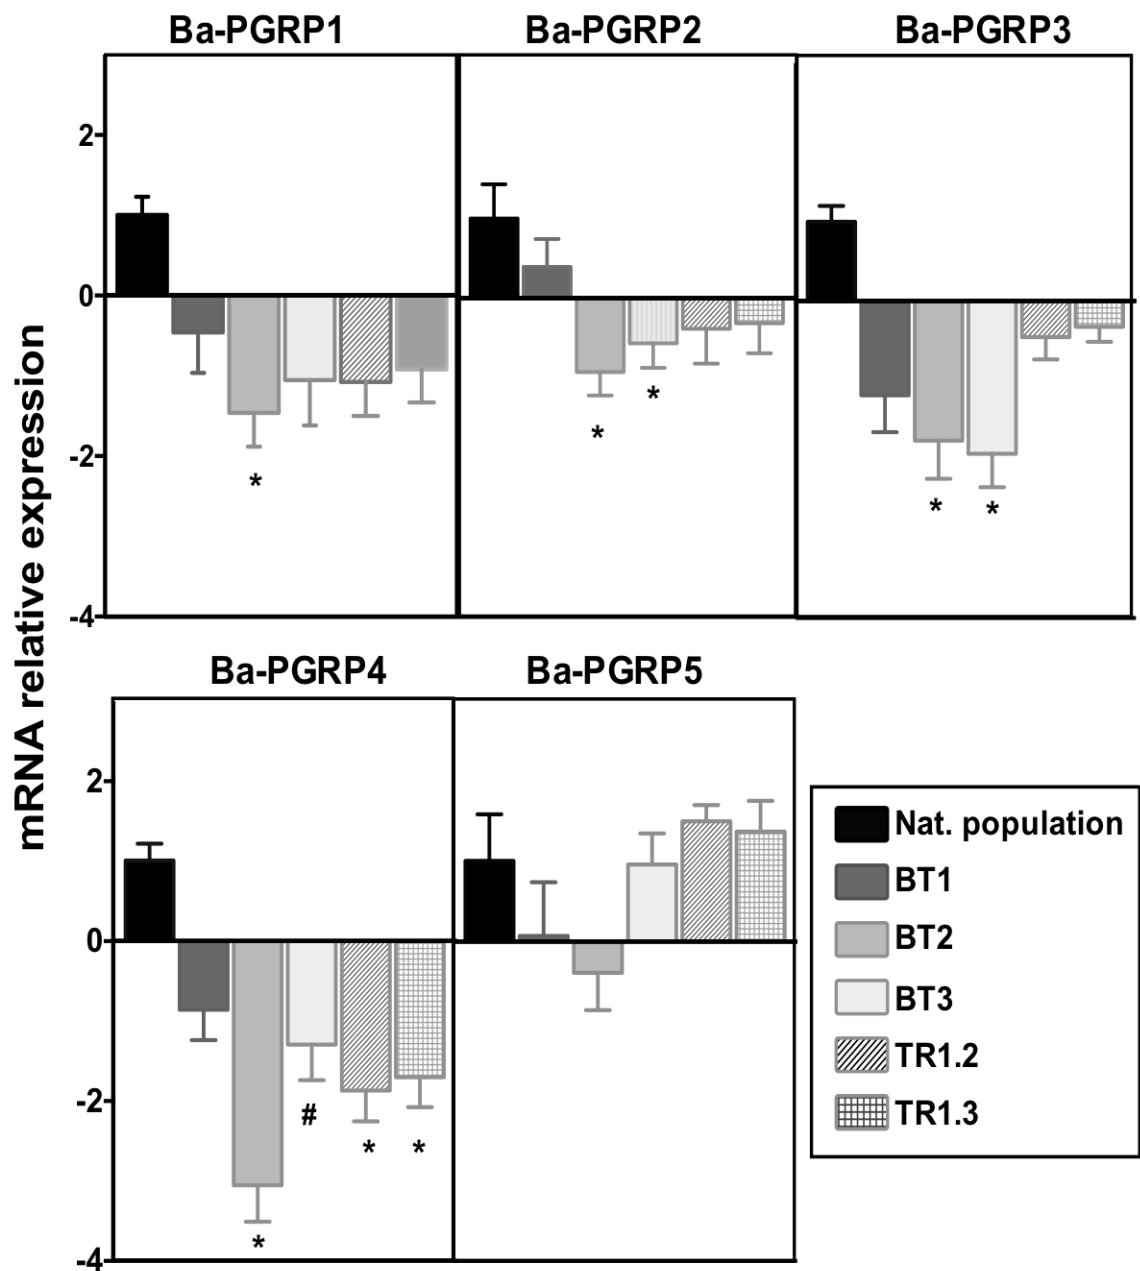 Ba-PGRP1 Ba-PGRP2 Ba-PGRP3
2
0
-2
-4
* * * * *
mRNA relative expression
Ba-PGRP4 Ba-PGRP5
2
0
-2
-4
# * * *
Nat. population
BT1
BT2
BT3
TR1.2
TR1.3